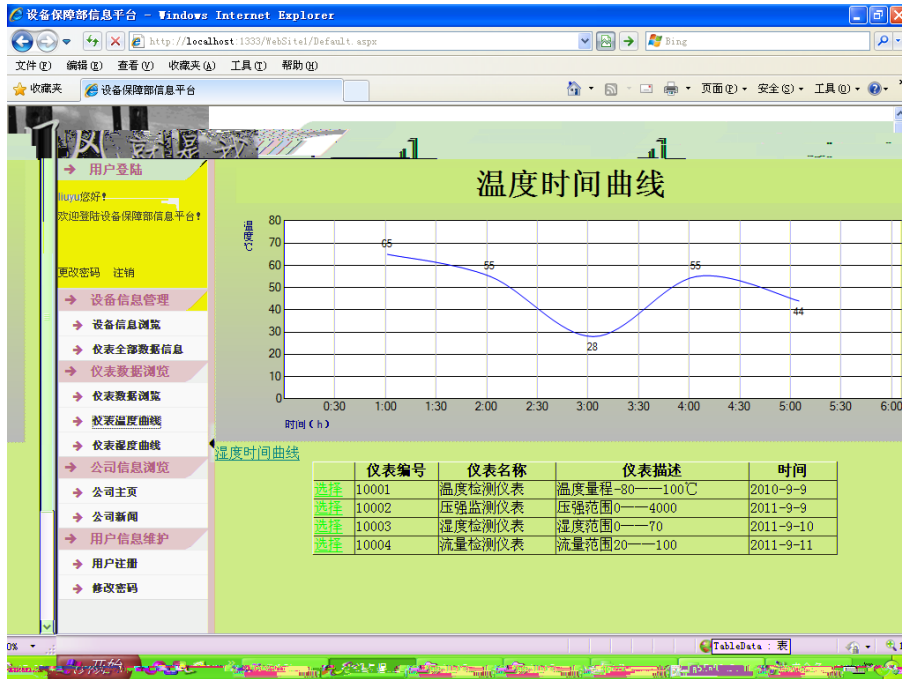 设备保障部信息平台 - Windows Internet Explorer
http://localhost:1333/WebSite1/Default.aspx
Bing
文件(F) 编辑(E) 查看(V) 收藏夹(A) 工具(T) 帮助(H)
收藏夹 设备保障部信息平台 页面(P) 安全(S) 工具(O)
用户登陆
liuyu您好!
欢迎登陆设备保障部信息平台!
更改密码 注销
设备信息管理
设备信息浏览
仪表全部数据信息
仪表数据浏览
仪表数据浏览
仪表温度曲线
仪表湿度曲线
公司信息浏览
公司主页
公司新闻
用户信息维护
用户注册
修改密码
温度时间曲线
温度℃
80
70
60
50
40
30
20
10
0
65
55
28
55
44
0:30 1:00 1:30 2:00 2:30 3:00 3:30 4:00 4:30 5:00 5:30 6:00
时间(h)
湿度时间曲线
仪表编号 仪表名称 仪表描述 时间
选择 10001 温度检测仪表 温度量程-80——100℃ 2010-9-9
选择 10002 压强监测仪表 压强范围0——4000 2011-9-9
选择 10003 湿度检测仪表 湿度范围0——70 2011-9-10
选择 10004 流量检测仪表 流量范围20——100 2011-9-11
0%
TableData : 表
开始